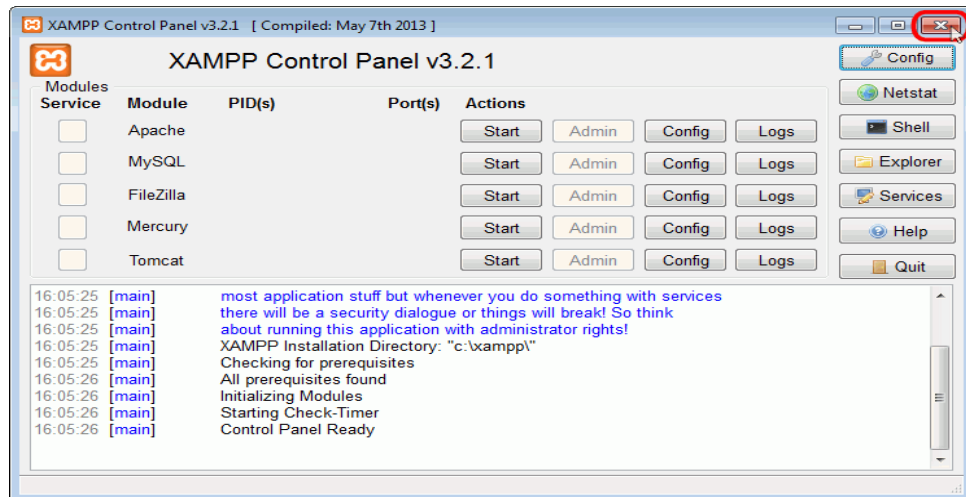 XAMPP Control Panel v3.2.1 [ Compiled: May 7th 2013 ]
XAMPP Control Panel v3.2.1
Config
Netstat
Shell
Explorer
Services
Help
Quit
Modules
Service Module PID(s) Port(s) Actions
Apache Start Admin Config Logs
MySQL Start Admin Config Logs
FileZilla Start Admin Config Logs
Mercury Start Admin Config Logs
Tomcat Start Admin Config Logs
16:05:25 [main] most application stuff but whenever you do something with services
16:05:25 [main] there will be a security dialogue or things will break! So think
16:05:25 [main] about running this application with administrator rights!
16:05:25 [main] XAMPP Installation Directory: "c:\xampp\"
16:05:25 [main] Checking for prerequisites
16:05:26 [main] All prerequisites found
16:05:26 [main] Initializing Modules
16:05:26 [main] Starting Check-Timer
16:05:26 [main] Control Panel Ready